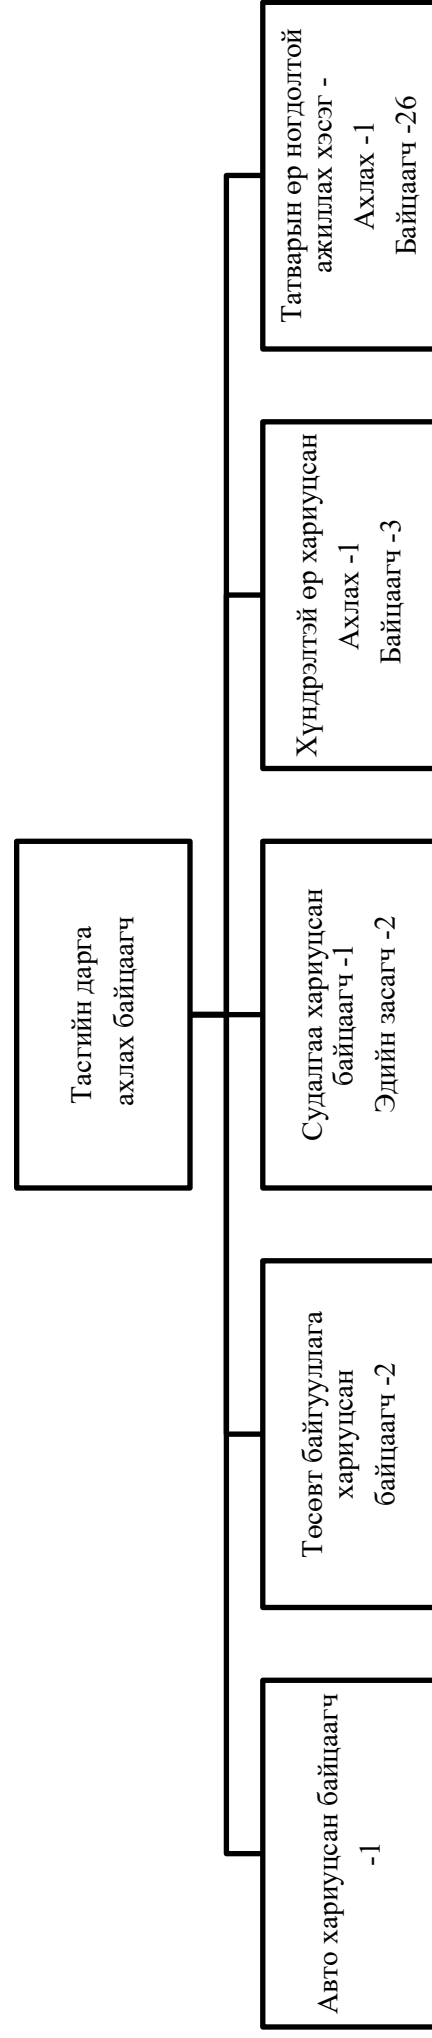 Тасгийн дарга
ахлах байцаагч
Авто хариуцсан байцаагч
-1
Төсөвт байгууллага
хариуцсан
байцаагч -2
Судалгаа хариуцсан
байцаагч -1
Эдийн засагч -2
Хүндрэлтэй өр хариуцсан
Ахлах -1
Байцаагч -3
Татварын өр ногдолтой
ажиллах хэсэг -
Ахлах -1
Байцаагч -26